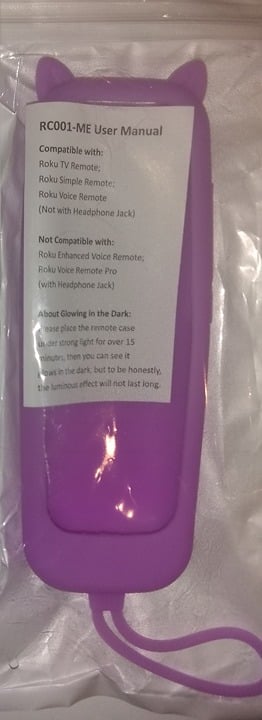 RC001-ME User Manual
Compatible with:
Roku TV Remote;
Roku Simple Remote;
Roku Voice Remote
(Not with Headphone Jack)
Not Compatible with:
Roku Enhanced Voice Remote;
Roku Voice Remote Pro
(with Headphone Jack)
About Glowing in the Dark:
Please place the remote case
under strong light for over 15
minutes, then you can see it
glows in the dark, but to be honestly,
the luminous effect will not last long.